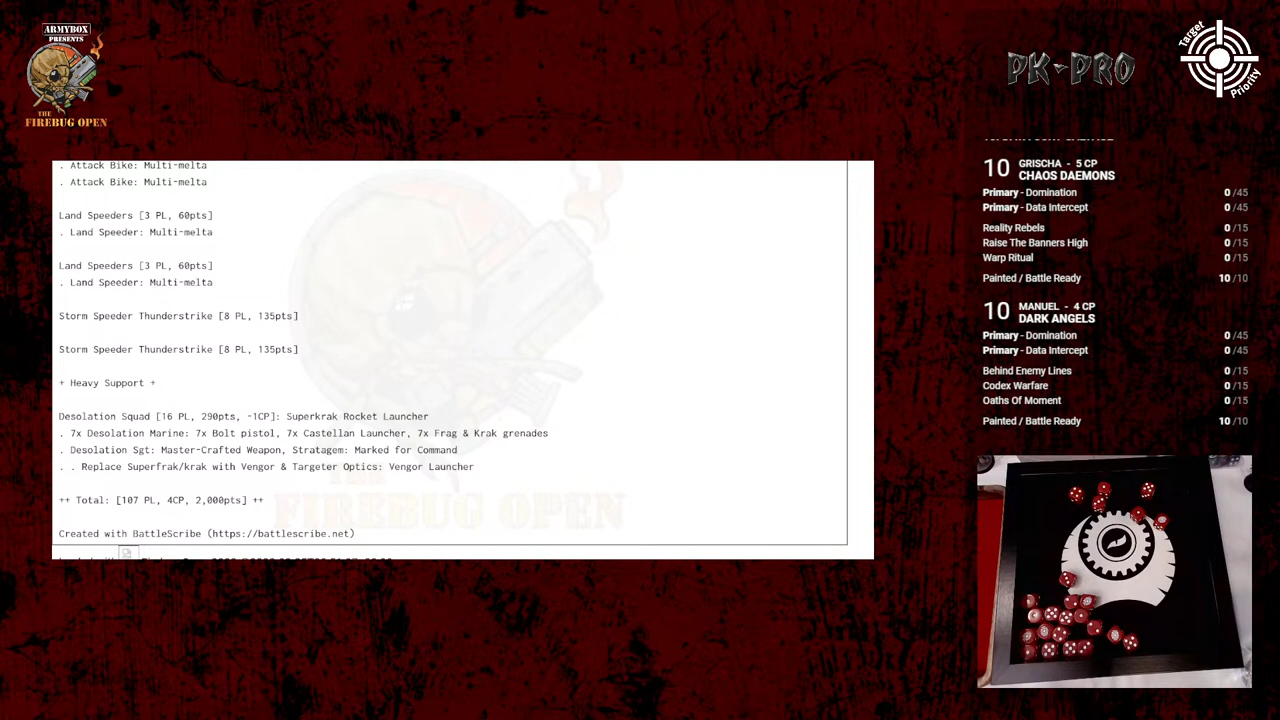 ARMYBOX
PRESENTS
THE
FIREBUG OPEN
PK-PRO
Target
Priority
. Attack Bike: Multi-melta
. Attack Bike: Multi-melta
Land Speeders [3 PL, 60pts]
. Land Speeder: Multi-melta
Land Speeders [3 PL, 60pts]
. Land Speeder: Multi-melta
Storm Speeder Thunderstrike [8 PL, 135pts]
Storm Speeder Thunderstrike [8 PL, 135pts]
+ Heavy Support +
Desolation Squad [16 PL, 290pts, -1CP]: Superkrak Rocket Launcher
. 7x Desolation Marine: 7x Bolt pistol, 7x Castellan Launcher, 7x Frag & Krak grenades
. Desolation Sgt: Master-Crafted Weapon, Stratagem: Marked for Command
. . Replace Superfrak/krak with Vengor & Targeter Optics: Vengor Launcher
++ Total: [107 PL, 4CP, 2,000pts] ++
Created with BattleScribe (https://battlescribe.net)
THE
FIREBUG OPEN
10 GRISCHA - 5 CP
CHAOS DAEMONS
Primary - Domination 0 /45
Primary - Data Intercept 0 /45
Reality Rebels 0 /15
Raise The Banners High 0 /15
Warp Ritual 0 /15
Painted / Battle Ready 10 /10
10 MANUEL - 4 CP
DARK ANGELS
Primary - Domination 0 /45
Primary - Data Intercept 0 /45
Behind Enemy Lines 0 /15
Codex Warfare 0 /15
Oaths Of Moment 0 /15
Painted / Battle Ready 10 /10